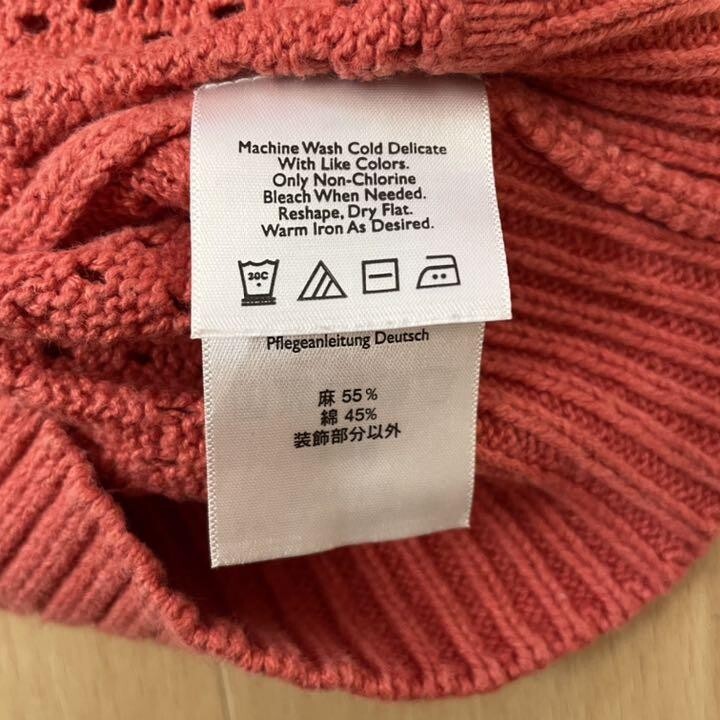 Machine Wash Cold Delicate
With Like Colors.
Only Non-Chlorine
Bleach When Needed.
Reshape, Dry Flat.
Warm Iron As Desired.
30C
Pflegeanleitung Deutsch
麻 55%
綿 45%
装飾部分以外